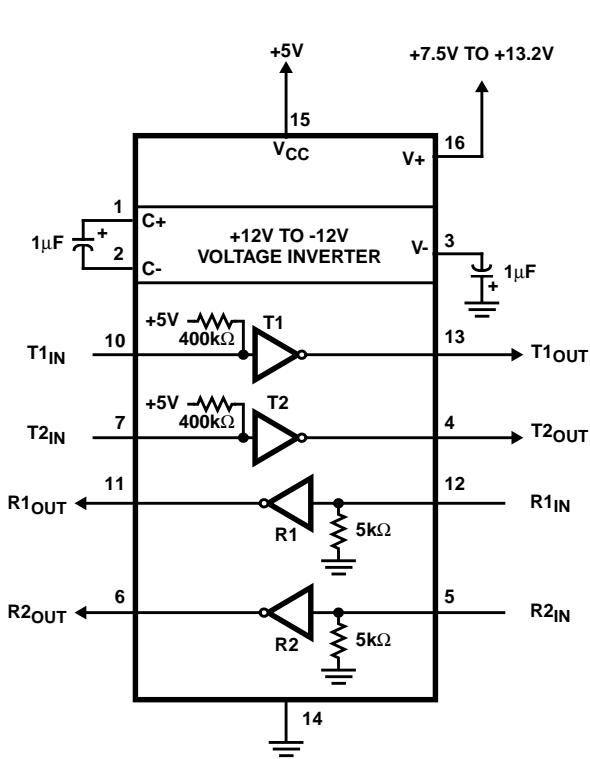 +5V
+7.5V TO +13.2V
15
VCC
16
V+
1
C+
1μF
+
2
C-
+12V TO -12V
VOLTAGE INVERTER
V-
3
1μF
+
+5V
400kΩ
T1
T1IN
10
13
T1OUT
+5V
400kΩ
T2
T2IN
7
4
T2OUT
R1OUT
11
R1
5kΩ
12
R1IN
R2OUT
6
R2
5kΩ
5
R2IN
14